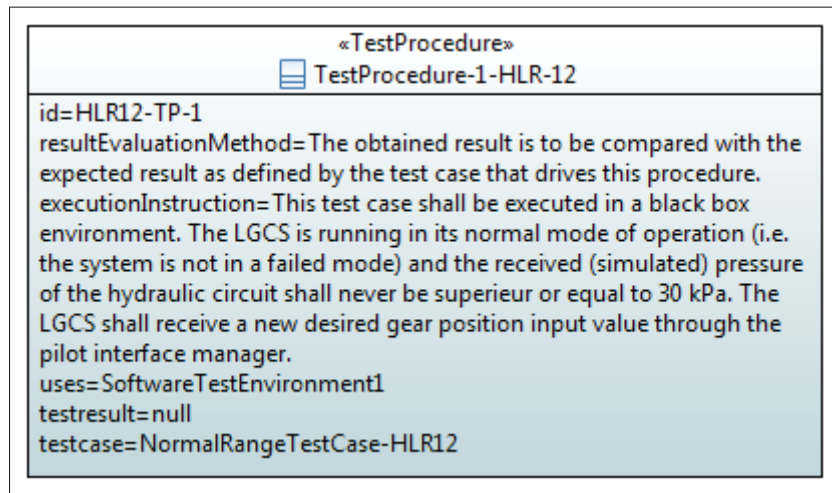 «TestProcedure»
TestProcedure-1-HLR-12
id=HLR12-TP-1
resultEvaluationMethod=The obtained result is to be compared with the
expected result as defined by the test case that drives this procedure.
executionInstruction=This test case shall be executed in a black box
environment. The LGCS is running in its normal mode of operation (i.e.
the system is not in a failed mode) and the received (simulated) pressure
of the hydraulic circuit shall never be superieur or equal to 30 kPa. The
LGCS shall receive a new desired gear position input value through the
pilot interface manager.
uses=SoftwareTestEnvironment1
testresult=null
testcase=NormalRangeTestCase-HLR12